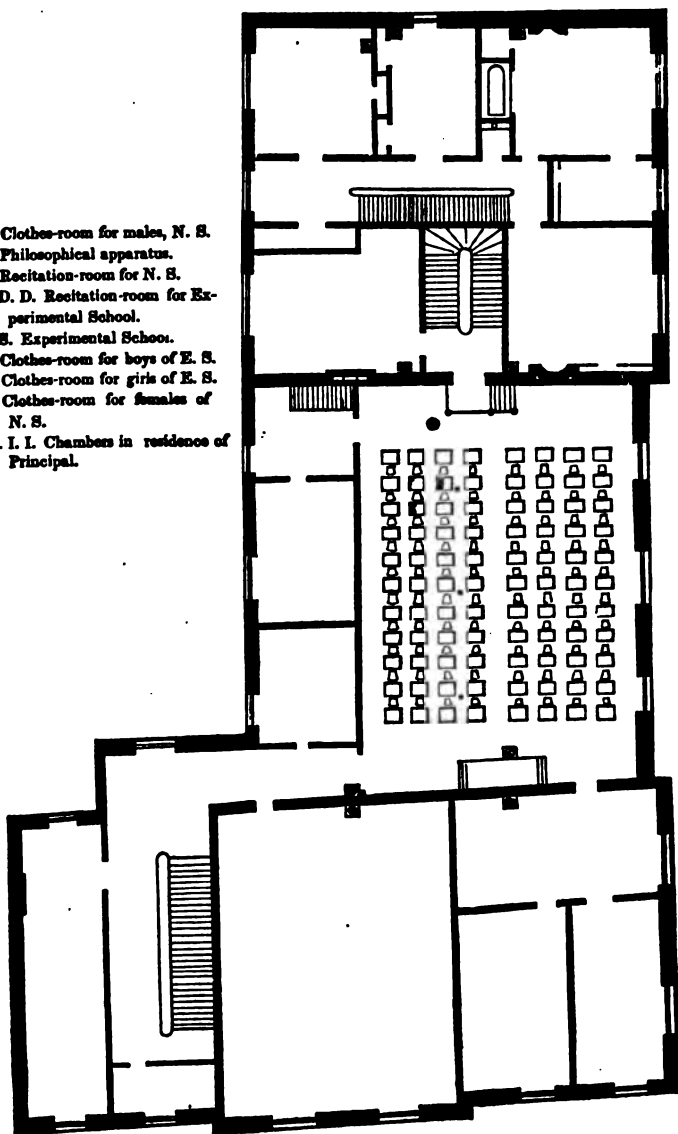 Clothes-room for males, N. S.
Philosophical apparatus.
Recitation-room for N. S.
D. D. Recitation-room for Ex-
perimental School.
S. Experimental School.
Clothes-room for boys of E. S.
Clothes-room for girls of E. S.
Clothes-room for females of
N. S.
. I. I. Chambers in residence of
Principal.